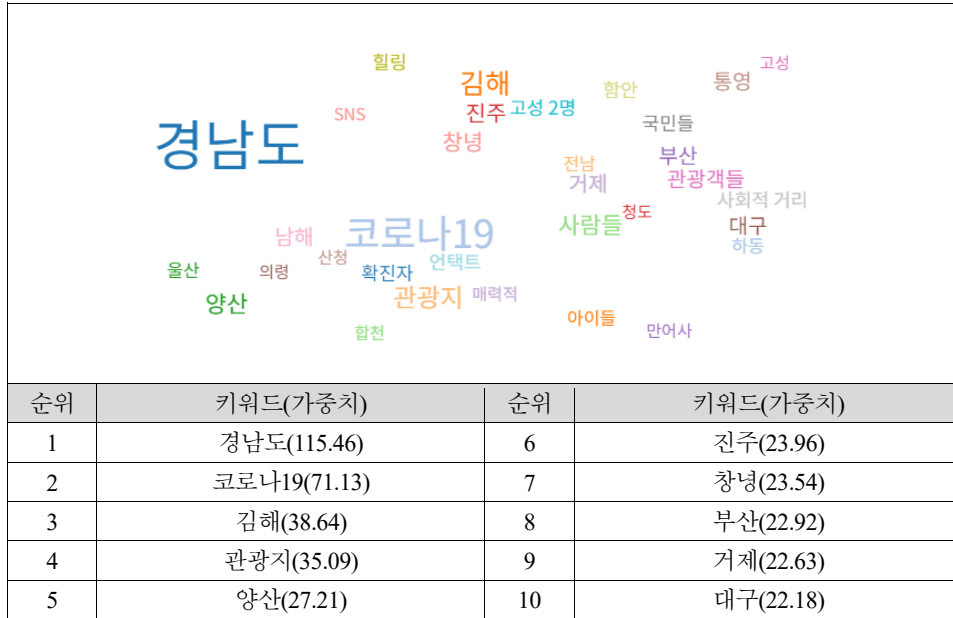 힐링
고성
김해
통영
함안
SNS
진주
고성 2명
국민들
경남도
창녕
부산
전남
관광객들
거제
사회적 거리
청도
코로나19
사람들
대구
남해
하동
산청
언택트
울산
의령
확진자
양산
관광지
매력적
아이들
합천
만어사
순위 키워드(가중치) 순위 키워드(가중치)
1 경남도(115.46) 6 진주(23.96)
2 코로나19(71.13) 7 창녕(23.54)
3 김해(38.64) 8 부산(22.92)
4 관광지(35.09) 9 거제(22.63)
5 양산(27.21) 10 대구(22.18)